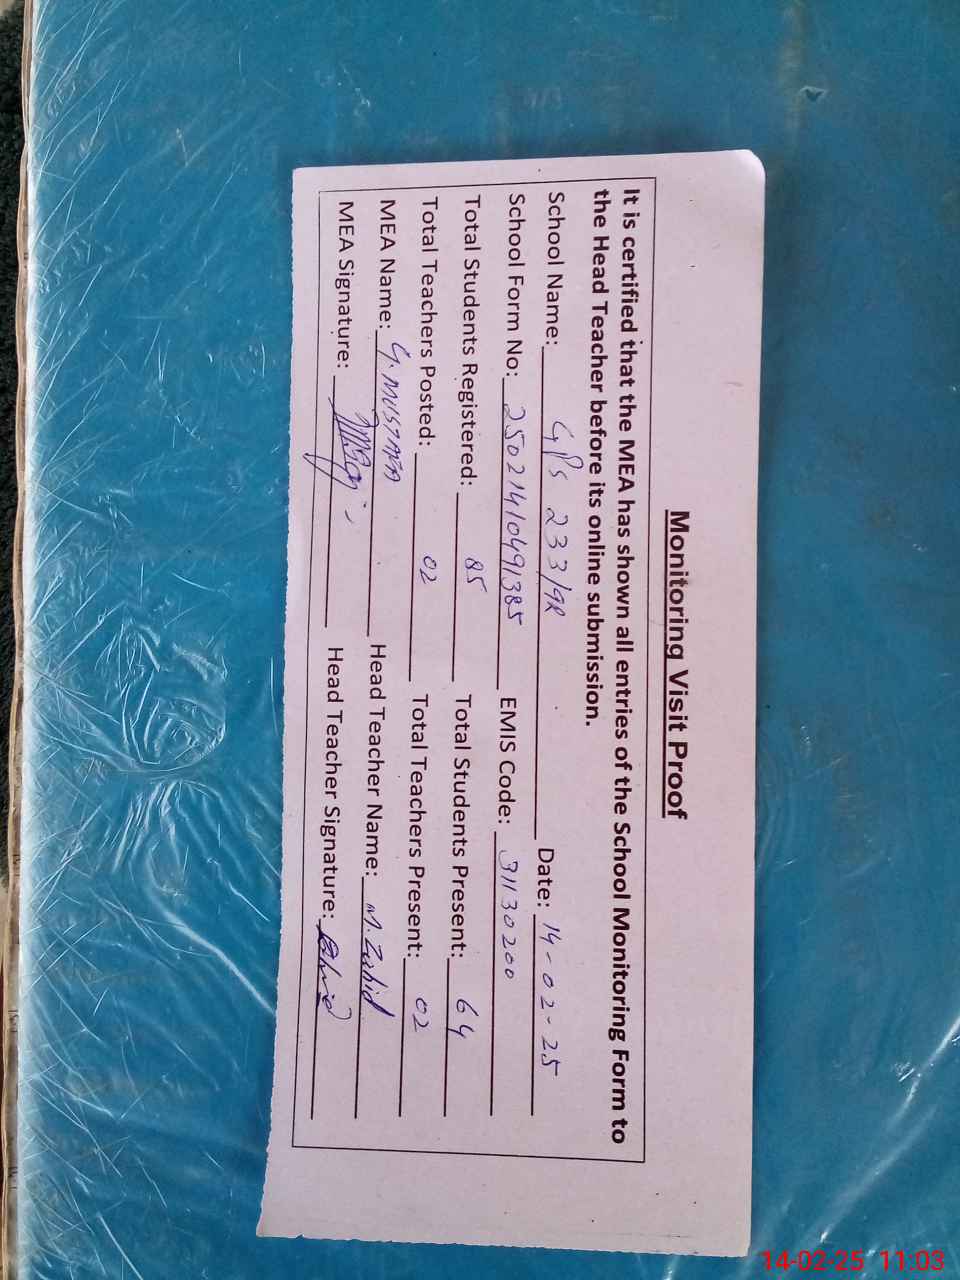 Monitoring Visit Proof
It is certified that the MEA has shown all entries of the School Monitoring Form to
the Head Teacher before its online submission.
School Name: GPS 233/9R Date: 14-02-25
School Form No: 25021410491385 EMIS Code: 31130200
Total Students Registered: 85 Total Students Present: 64
Total Teachers Posted: 02 Total Teachers Present: 02
MEA Name: G. MUSTAFA Head Teacher Name: M. Zahid
MEA Signature: Head Teacher Signature:
14-02-25 11:03